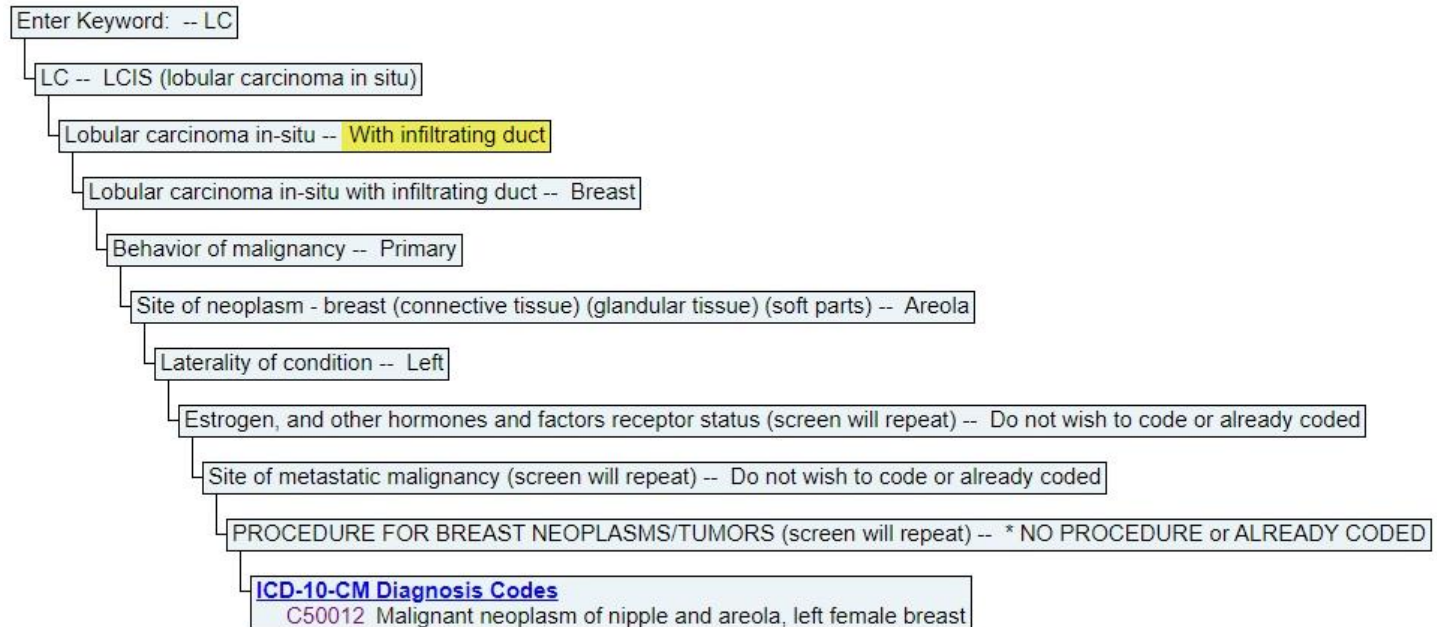 Enter Keyword: -- LC
LC -- LCIS (lobular carcinoma in situ)
Lobular carcinoma in-situ -- With infiltrating duct
Lobular carcinoma in-situ with infiltrating duct -- Breast
Behavior of malignancy -- Primary
Site of neoplasm - breast (connective tissue) (glandular tissue) (soft parts) -- Areola
Laterality of condition -- Left
Estrogen, and other hormones and factors receptor status (screen will repeat) -- Do not wish to code or already coded
Site of metastatic malignancy (screen will repeat) -- Do not wish to code or already coded
PROCEDURE FOR BREAST NEOPLASMS/TUMORS (screen will repeat) -- * NO PROCEDURE or ALREADY CODED
ICD-10-CM Diagnosis Codes
C50012 Malignant neoplasm of nipple and areola, left female breast